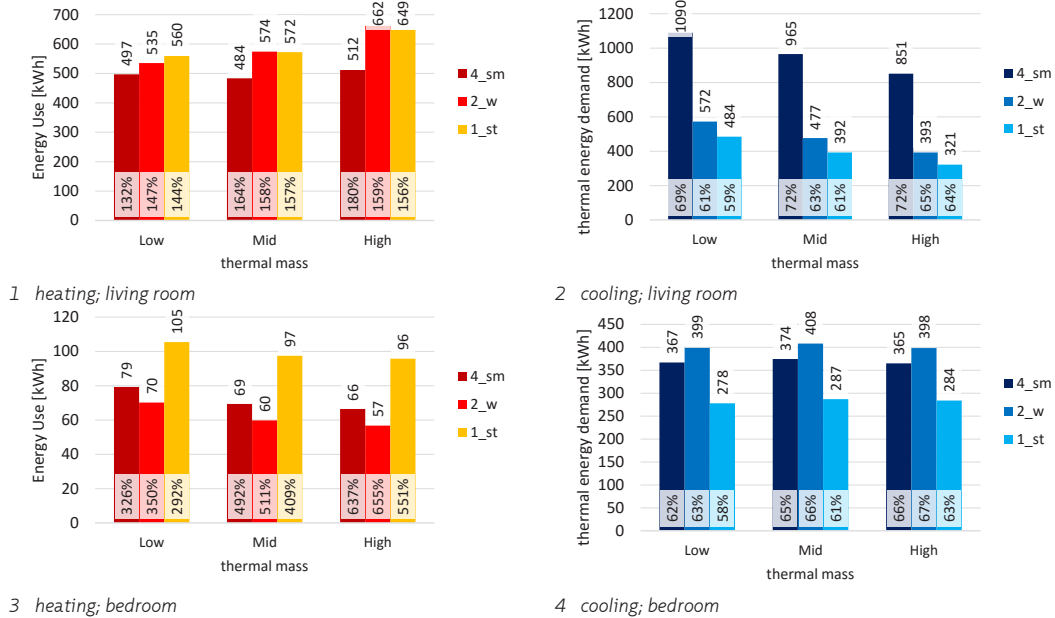 700
600
500
400
300
200
100
0
Energy Use [kWh]
497 535 560
484 574 572
512 662 649
132% 147% 144%
164% 158% 157%
180% 159% 156%
Low Mid High
thermal mass
4_sm
2_w
1_st
1 heating; living room
1200
1000
800
600
400
200
0
thermal energy demand [kWh]
1090 572 484
965 477 392
851 393 321
69% 61% 59%
72% 63% 61%
72% 65% 64%
Low Mid High
thermal mass
4_sm
2_w
1_st
2 cooling; living room
120
100
80
60
40
20
0
Energy Use [kWh]
79 70 105
69 60 97
66 57 96
326% 350% 292%
492% 511% 409%
637% 655% 551%
Low Mid High
thermal mass
4_sm
2_w
1_st
3 heating; bedroom
450
400
350
300
250
200
150
100
50
0
thermal energy demand [kWh]
367 399 278
374 408 287
365 398 284
62% 63% 58%
65% 66% 61%
66% 67% 63%
Low Mid High
thermal mass
4_sm
2_w
1_st
4 cooling; bedroom